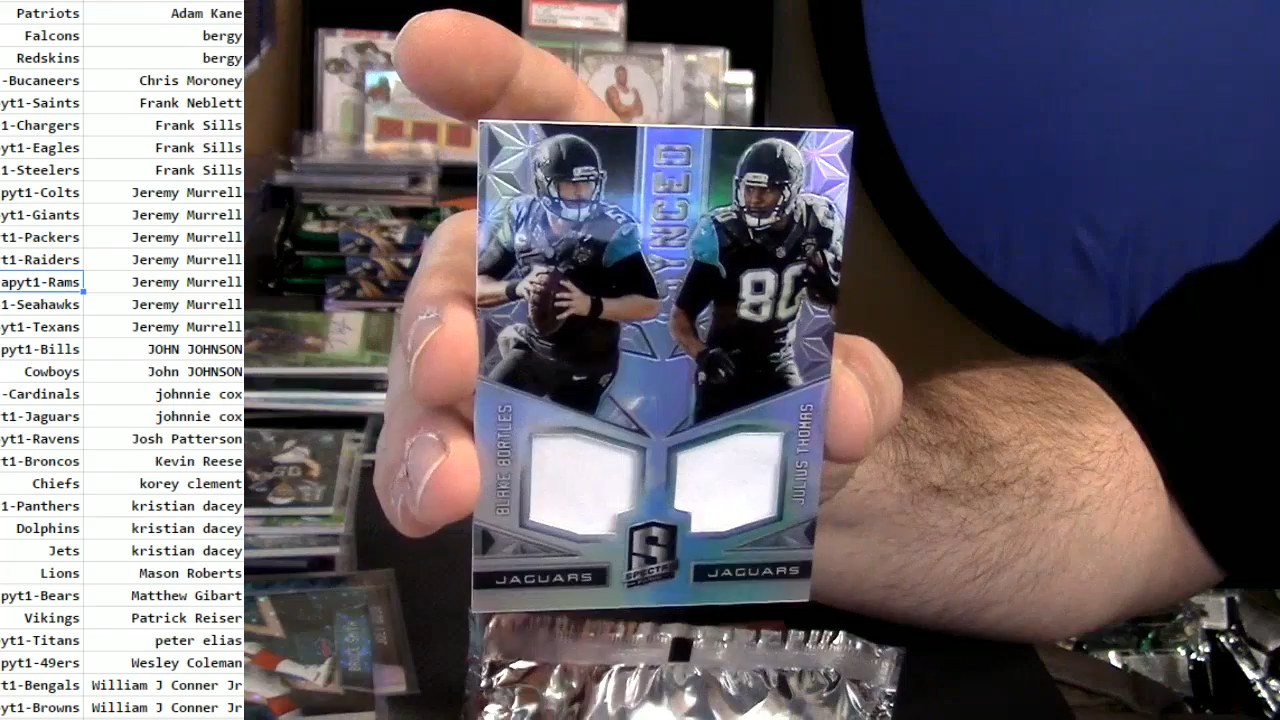 Patriots Adam Kane
Falcons bergy
Redskins bergy
-Bucaneers Chris Moroney
yt1-Saints Frank Neblett
1-Chargers Frank Sills
yt1-Eagles Frank Sills
1-Steelers Frank Sills
pyt1-Colts Jeremy Murrell
yt1-Giants Jeremy Murrell
1-Packers Jeremy Murrell
t1-Raiders Jeremy Murrell
apyt1-Rams Jeremy Murrell
1-Seahawks Jeremy Murrell
yt1-Texans Jeremy Murrell
pyt1-Bills JOHN JOHNSON
Cowboys John JOHNSON
-Cardinals johnnie cox
yt1-Jaguars johnnie cox
yt1-Ravens Josh Patterson
t1-Broncos Kevin Reese
Chiefs korey clement
1-Panthers kristian dacey
Dolphins kristian dacey
Jets kristian dacey
Lions Mason Roberts
pyt1-Bears Matthew Gibart
Vikings Patrick Reiser
pyt1-Titans peter elias
pyt1-49ers Wesley Coleman
t1-Bengals William J Conner Jr
pyt1-Browns William J Conner Jr
SYNCED
80
BLAKE BORTLES
JULIUS THOMAS
S
SPECTRA
JAGUARS
JAGUARS